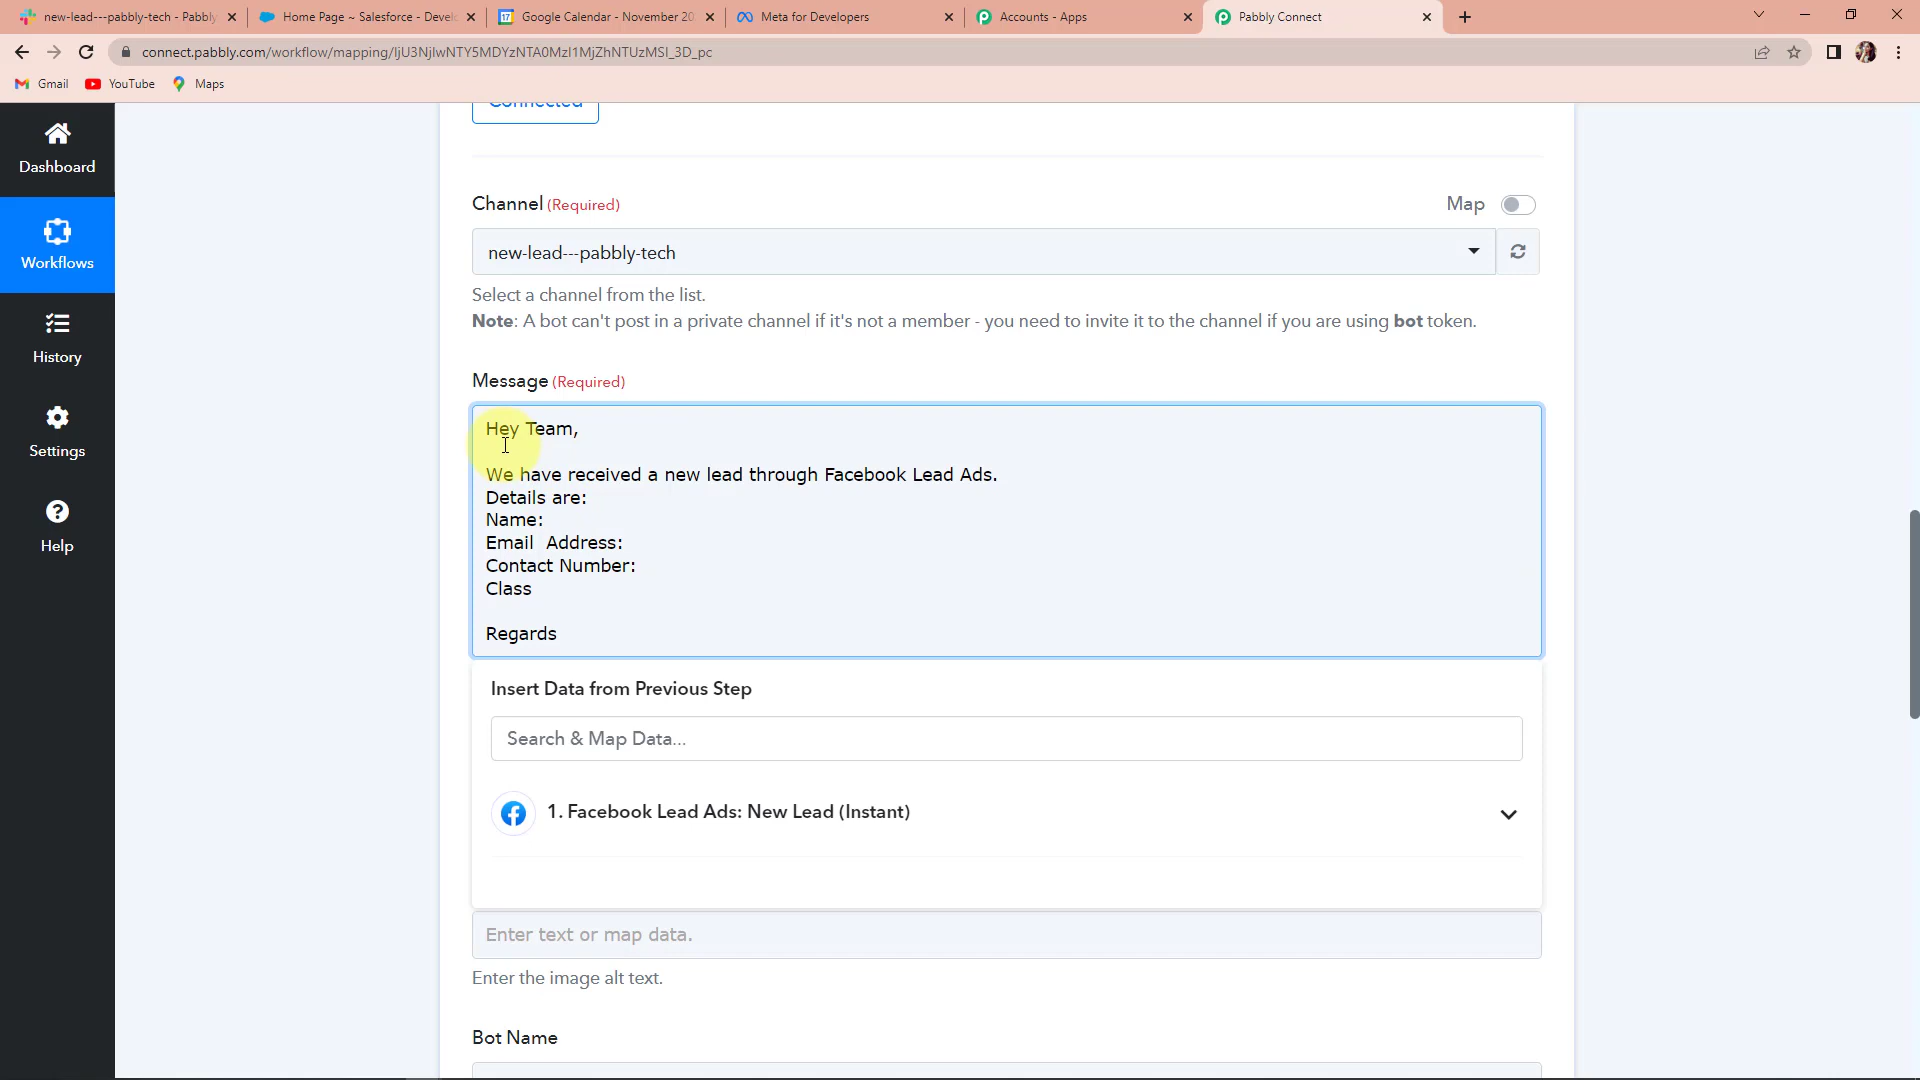 new-lead---pabbly-tech - Pabbly
Home Page ~ Salesforce - Develo
Google Calendar - November 20
Meta for Developers
Accounts - Apps
Pabbly Connect
connect.pabbly.com/workflow/mapping/IjU3NjIwNTY5MDYzNTA0MzI1MjZhNTUzMSI_3D_pc
Gmail
YouTube
Maps
Dashboard
Workflows
History
Settings
Help
Connected
Channel (Required)
Map
new-lead---pabbly-tech
Select a channel from the list.
Note: A bot can't post in a private channel if it's not a member - you need to invite it to the channel if you are using bot token.
Message (Required)
Hey Team,
We have received a new lead through Facebook Lead Ads.
Details are:
Name:
Email  Address:
Contact Number:
Class
Regards
Insert Data from Previous Step
Search & Map Data...
1. Facebook Lead Ads: New Lead (Instant)
Enter text or map data.
Enter the image alt text.
Bot Name